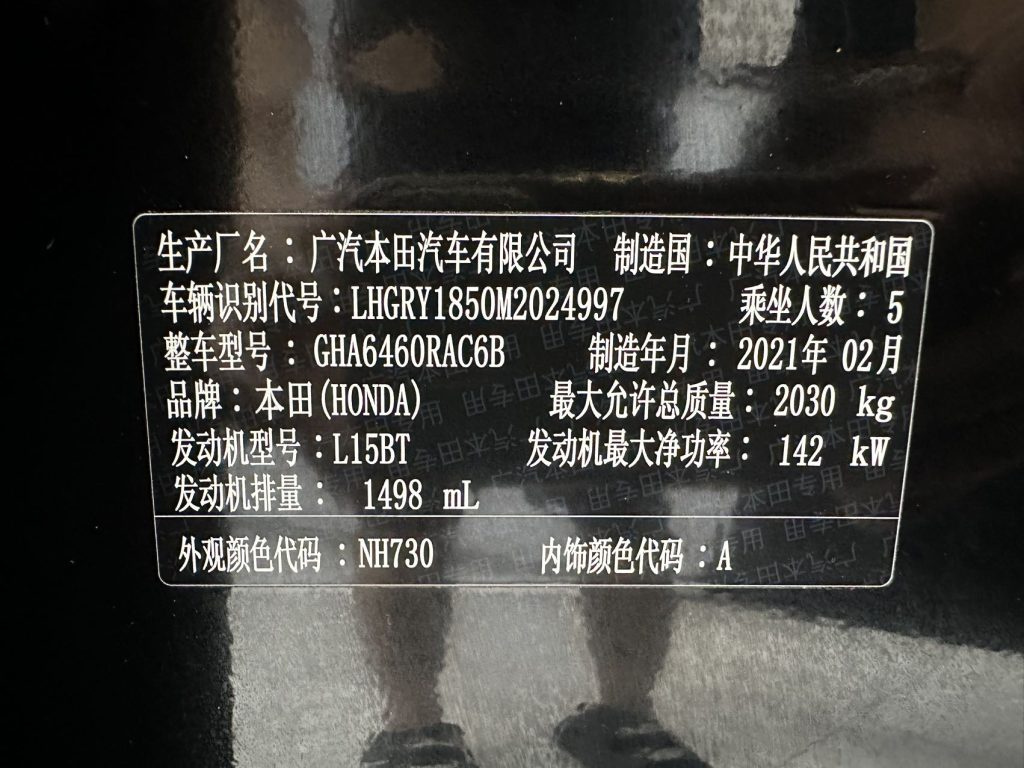 生产厂名：广汽本田汽车有限公司 制造国：中华人民共和国
车辆识别代号：LHGRY1850M2024997 乘坐人数：5
整车型号：GHA6460RAC6B 制造年月：2021年 02月
品牌：本田(HONDA) 最大允许总质量：2030 kg
发动机型号：L15BT 发动机最大净功率：142 kW
发动机排量：1498 mL
外观颜色代码：NH730 内饰颜色代码：A